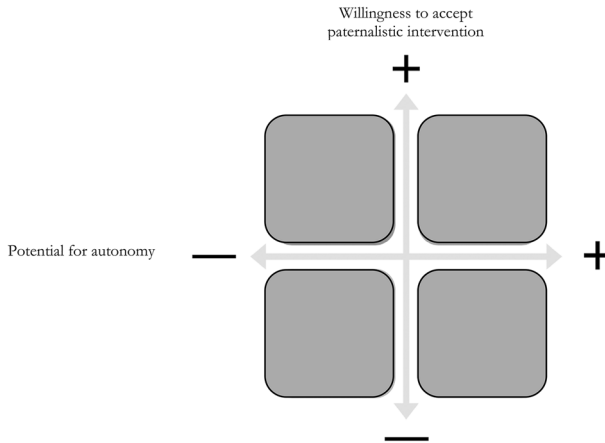 Willingness to accept
paternalistic intervention
+
Potential for autonomy — +
—